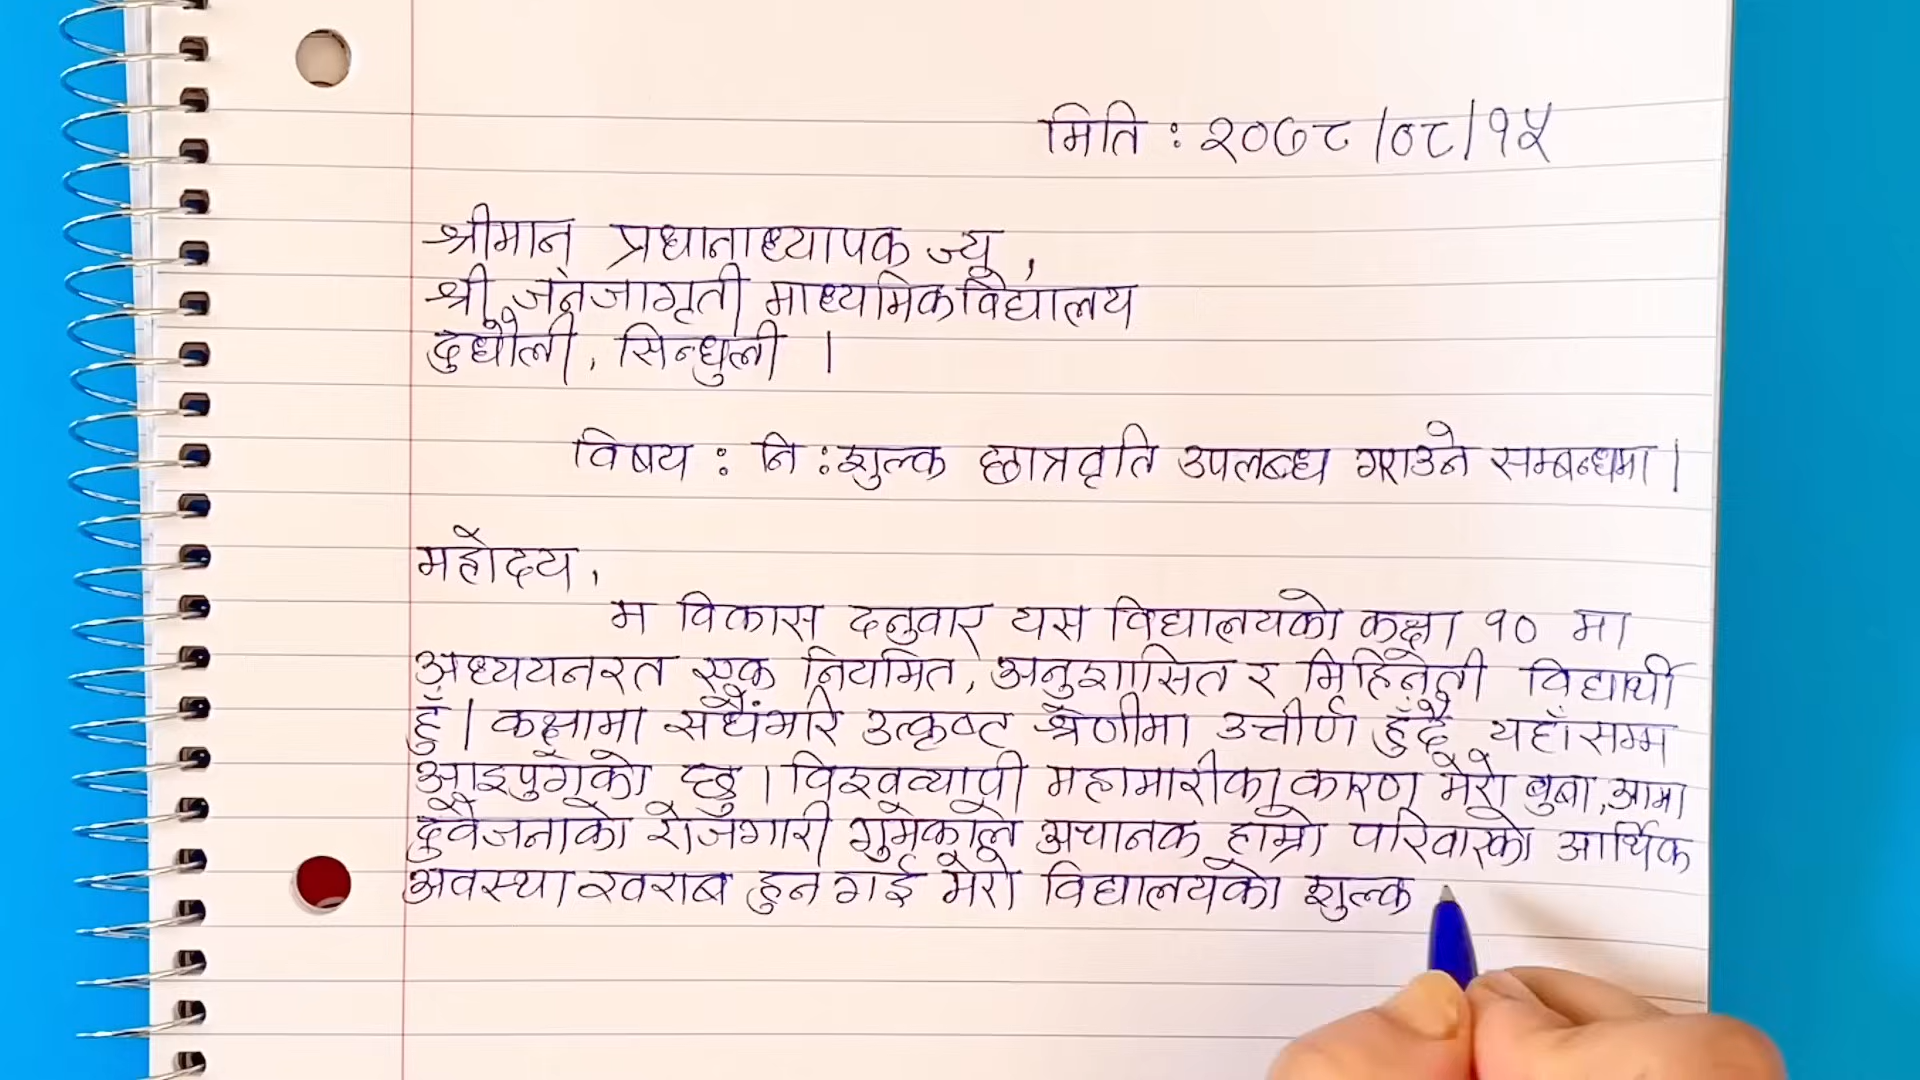 मिति : २०७८/०८/१५
श्रीमान् प्रधानाध्यापक ज्यू,
श्री जनजागृती माध्यमिक विद्यालय
दुधौली, सिन्धुली ।
विषय : नि :शुल्क छात्रवृति उपलब्ध गराउने सम्बन्धमा ।
महोदय,
म विकास दनुवार यस विद्यालयको कक्षा १० मा
अध्ययनरत एक नियमित, अनुशासित र मिहिनेती विद्यार्थी
हुँ । कक्षामा सधैंभरि उत्कृष्ट श्रेणीमा उत्तीर्ण हुँदै यहाँसम्म
आइपुगेको छु । विश्वव्यापी महामारीका कारण मेरो बुबा, आमा
दुवैजनाको रोजगारी गुमेकोले अचानक हाम्रो परिवारको आर्थिक
अवस्था खराब हुन गई मेरो विद्यालयको शुल्क